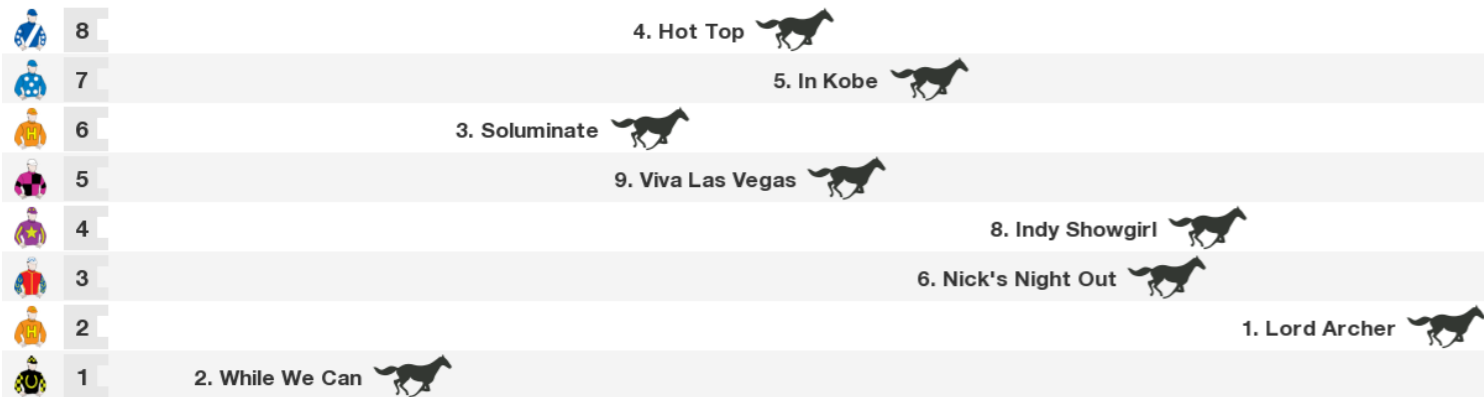 8 4. Hot Top
7 5. In Kobe
H 6 3. Soluminate
5 9. Viva Las Vegas
4 8. Indy Showgirl
3 6. Nick's Night Out
H 2 1. Lord Archer
1 2. While We Can